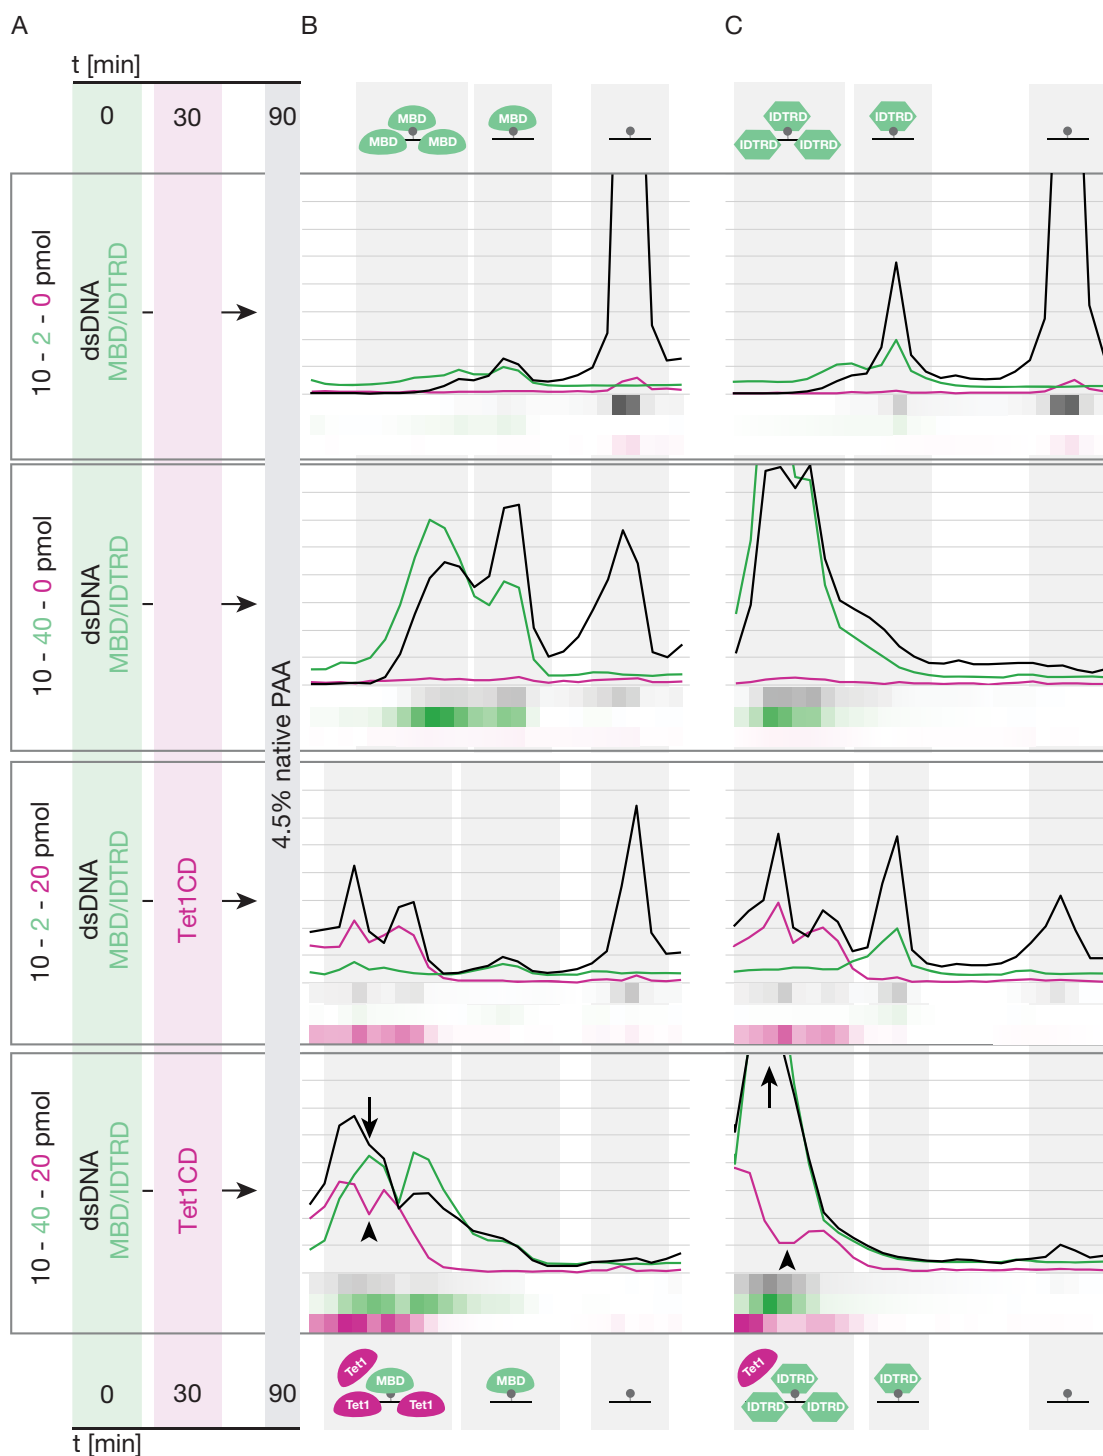 A
B
C
t [min]
0
30
90
MBD
MBD
MBD
MBD
IDTRD
IDTRD
IDTRD
IDTRD
10 - 2 - 0 pmol
dsDNA
MBD/IDTRD
10 - 40 - 0 pmol
dsDNA
MBD/IDTRD
4.5% native PAA
10 - 2 - 20 pmol
dsDNA
MBD/IDTRD
Tet1CD
10 - 40 - 20 pmol
dsDNA
MBD/IDTRD
Tet1CD
0
30
90
Tet1
MBD
Tet1
Tet1
MBD
Tet1
IDTRD
IDTRD
IDTRD
IDTRD
t [min]